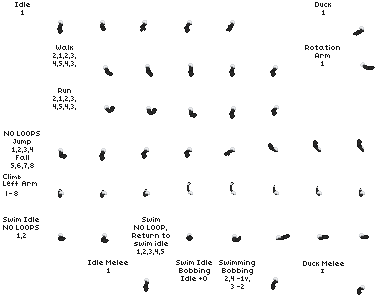 Idle
1
Duck
1
Walk
2,1,2,3,
4,5,4,3,
Rotation
Arm
1
Run
2,1,2,3,
4,5,4,3,
NO LOOPS
Jump
1,2,3,4
Fall
5,6,7,8
Climb
Left Arm
1-8
Swim Idle
NO LOOPS
1,2
Swim
NO LOOP,
Return to
swim idle
1,2,3,4,5
Swim Idle
Bobbing
Idle +0
Swimming
Bobbing
2,4 -1v,
3 -2
Idle Melee
1
Duck Melee
1